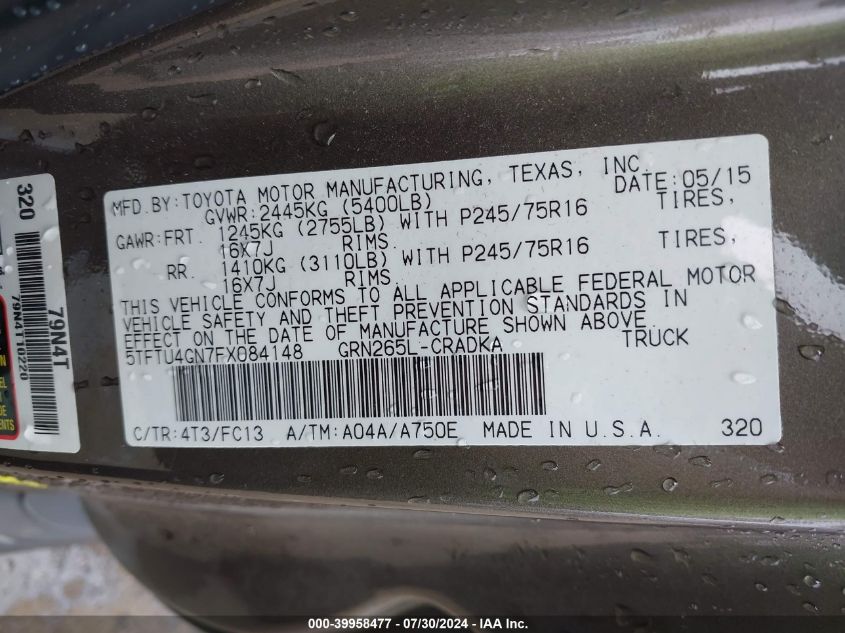 MFD.BY:TOYOTA MOTOR MANUFACTURING, TEXAS, INC
GVWR:2445KG (5400LB) DATE:05/15
GAWR:FRT. 1245KG (2755LB) WITH P245/75R16 TIRES,
16X7J RIMS
RR. 1410KG (3110LB) WITH P245/75R16 TIRES,
16X7J RIMS
THIS VEHICLE CONFORMS TO ALL APPLICABLE FEDERAL MOTOR
VEHICLE SAFETY AND THEFT PREVENTION STANDARDS IN
EFFECT ON THE DATE OF MANUFACTURE SHOWN ABOVE.
5TFTU4GN7FX084148 GRN265L-CRADKA TRUCK
C/TR:4T3/FC13 A/TM:A04A/A750E MADE IN U.S.A. 320
320
79N4T
79N4T10220
000-39958477 - 07/30/2024 - IAA Inc.